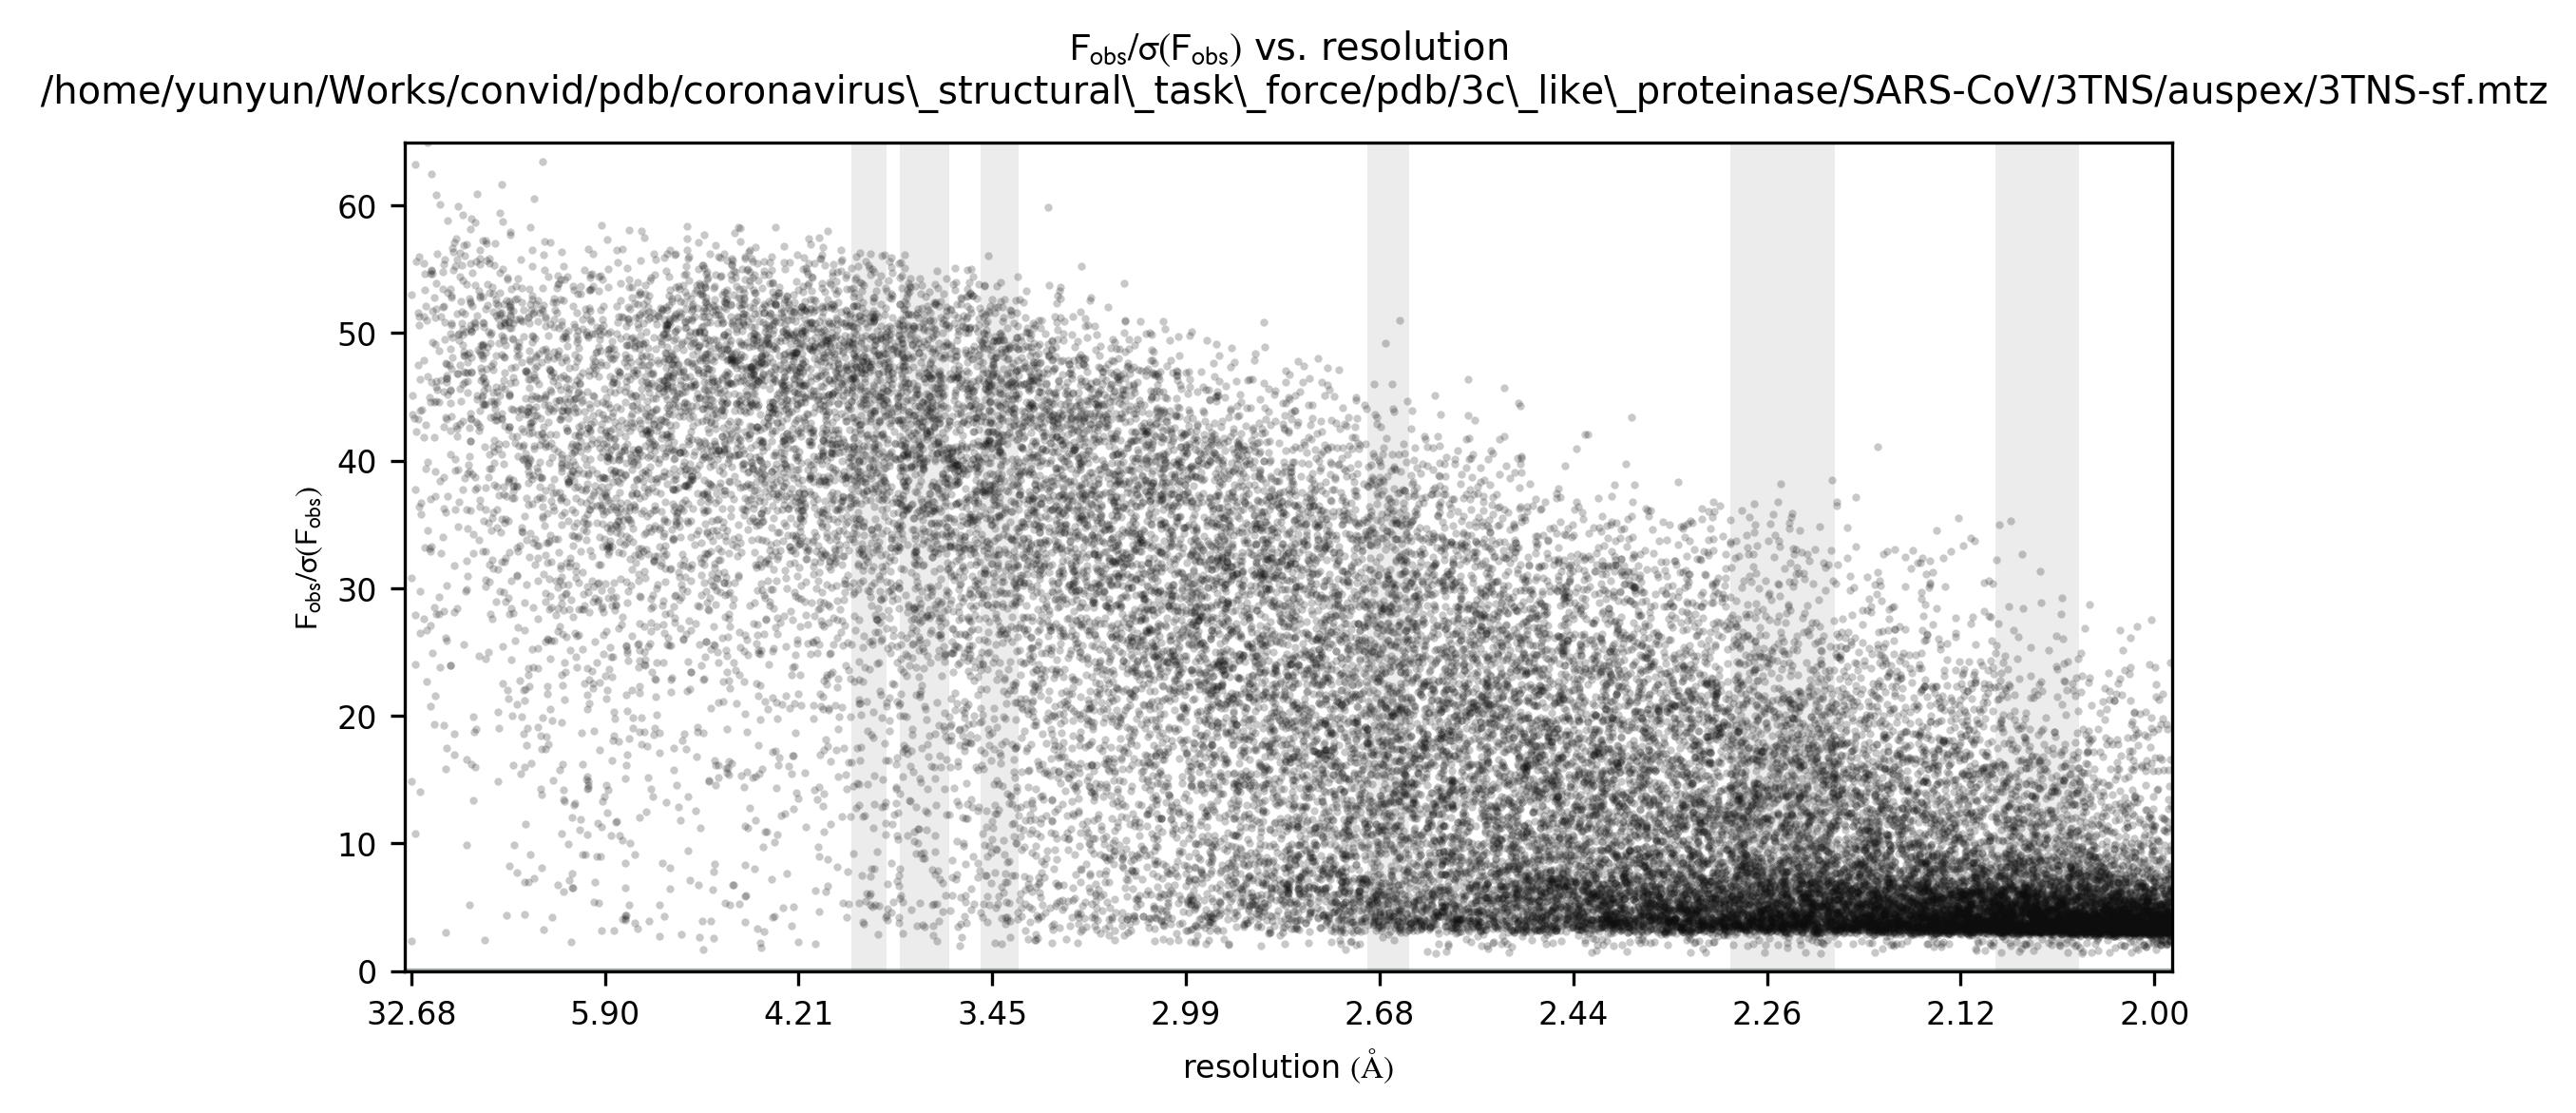 Fobs/σ(Fobs) vs. resolution
/home/yunyun/Works/convid/pdb/coronavirus\_structural\_task\_force/pdb/3c\_like\_proteinase/SARS-CoV/3TNS/auspex/3TNS-sf.mtz
60
50
40
30
20
10
0
Fobs/σ(Fobs)
32.68 5.90 4.21 3.45 2.99 2.68 2.44 2.26 2.12 2.00
resolution (Å)